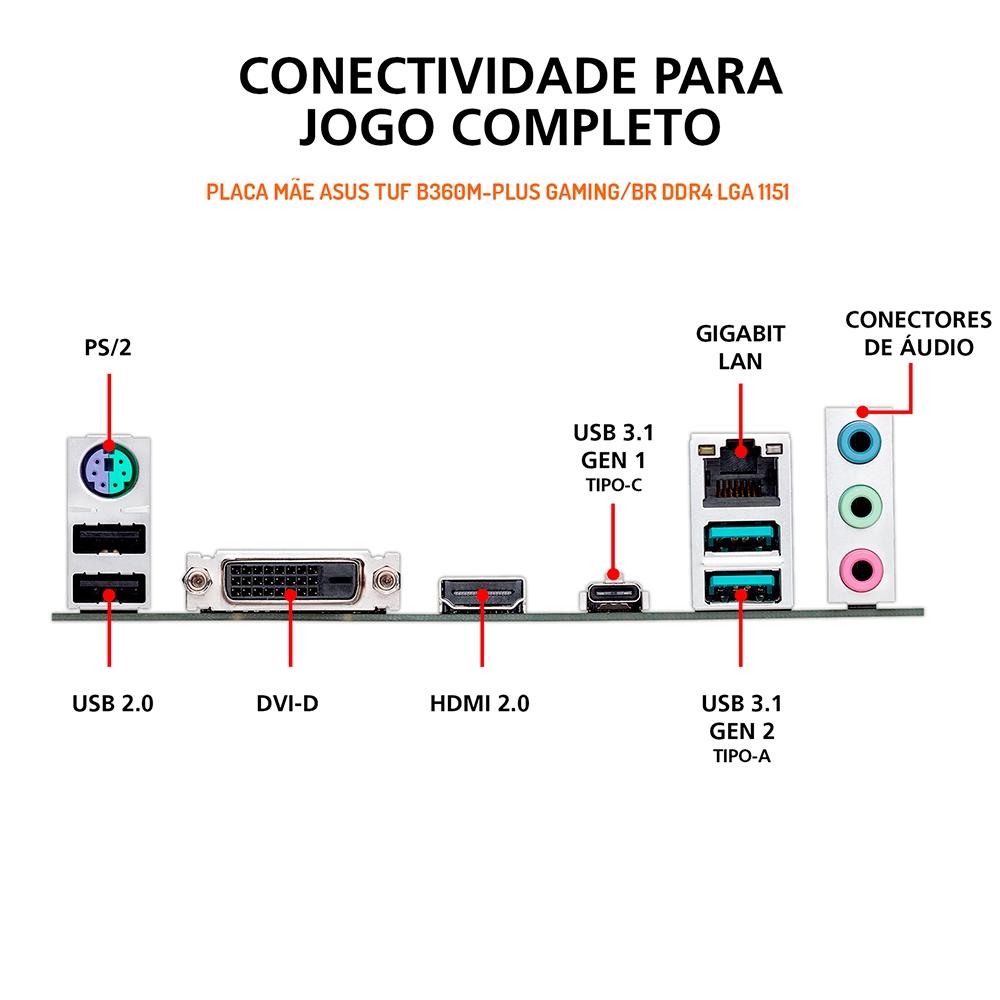 CONECTIVIDADE PARA
JOGO COMPLETO
PLACA MÃE ASUS TUF B360M-PLUS GAMING/BR DDR4 LGA 1151
PS/2
GIGABIT
LAN
CONECTORES
DE ÁUDIO
USB 3.1
GEN 1
TIPO-C
USB 2.0
DVI-D
HDMI 2.0
USB 3.1
GEN 2
TIPO-A